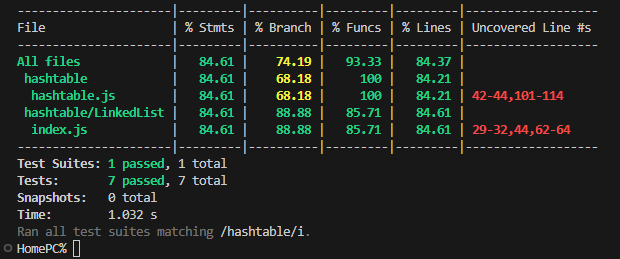 ----------------------|---------|----------|---------|---------|-------------------
File                  | % Stmts | % Branch | % Funcs | % Lines | Uncovered Line #s
----------------------|---------|----------|---------|---------|-------------------
All files             |   84.61 |    74.19 |   93.33 |   84.37 |
 hashtable            |   84.61 |    68.18 |     100 |   84.21 |
  hashtable.js        |   84.61 |    68.18 |     100 |   84.21 | 42-44,101-114
 hashtable/LinkedList |   84.61 |    88.88 |   85.71 |   84.61 |
  index.js            |   84.61 |    88.88 |   85.71 |   84.61 | 29-32,44,62-64
----------------------|---------|----------|---------|---------|-------------------
Test Suites: 1 passed, 1 total
Tests:       7 passed, 7 total
Snapshots:   0 total
Time:        1.032 s
Ran all test suites matching /hashtable/i.
HomePC%